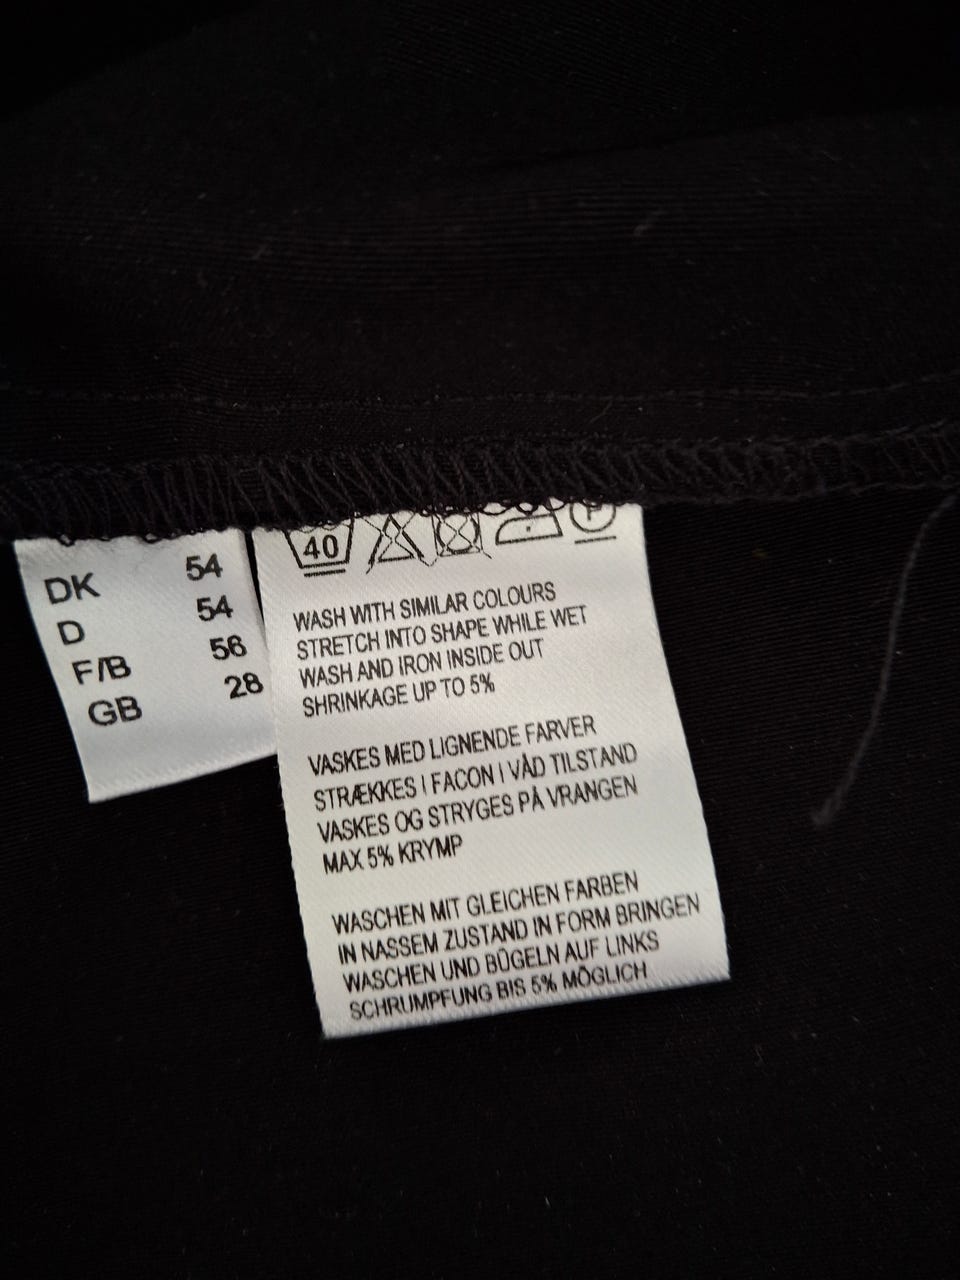 DK 54
D 54
F/B 56
GB 28
40
P
WASH WITH SIMILAR COLOURS
STRETCH INTO SHAPE WHILE WET
WASH AND IRON INSIDE OUT
SHRINKAGE UP TO 5%
VASKES MED LIGNENDE FARVER
STRÆKKES I FACON I VÅD TILSTAND
VASKES OG STRYGES PÅ VRANGEN
MAX 5% KRYMP
WASCHEN MIT GLEICHEN FARBEN
IN NASSEM ZUSTAND IN FORM BRINGEN
WASCHEN UND BÜGELN AUF LINKS
SCHRUMPFUNG BIS 5% MÖGLICH